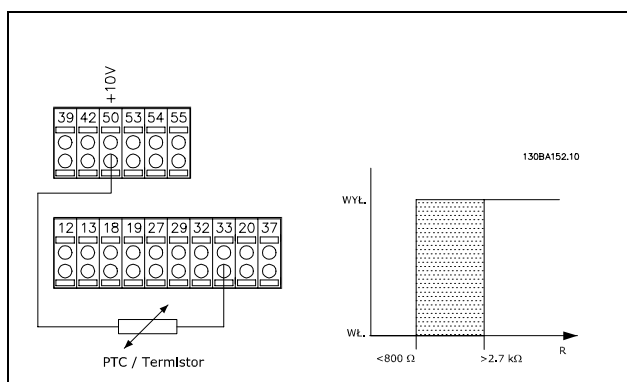 +10V
39 42 50 53 54 55
130BA152.10
12 13 18 19 27 29 32 33 20 37
PTC / Termistor
WYŁ.
WŁ.
<800 Ω
>2.7 kΩ
R